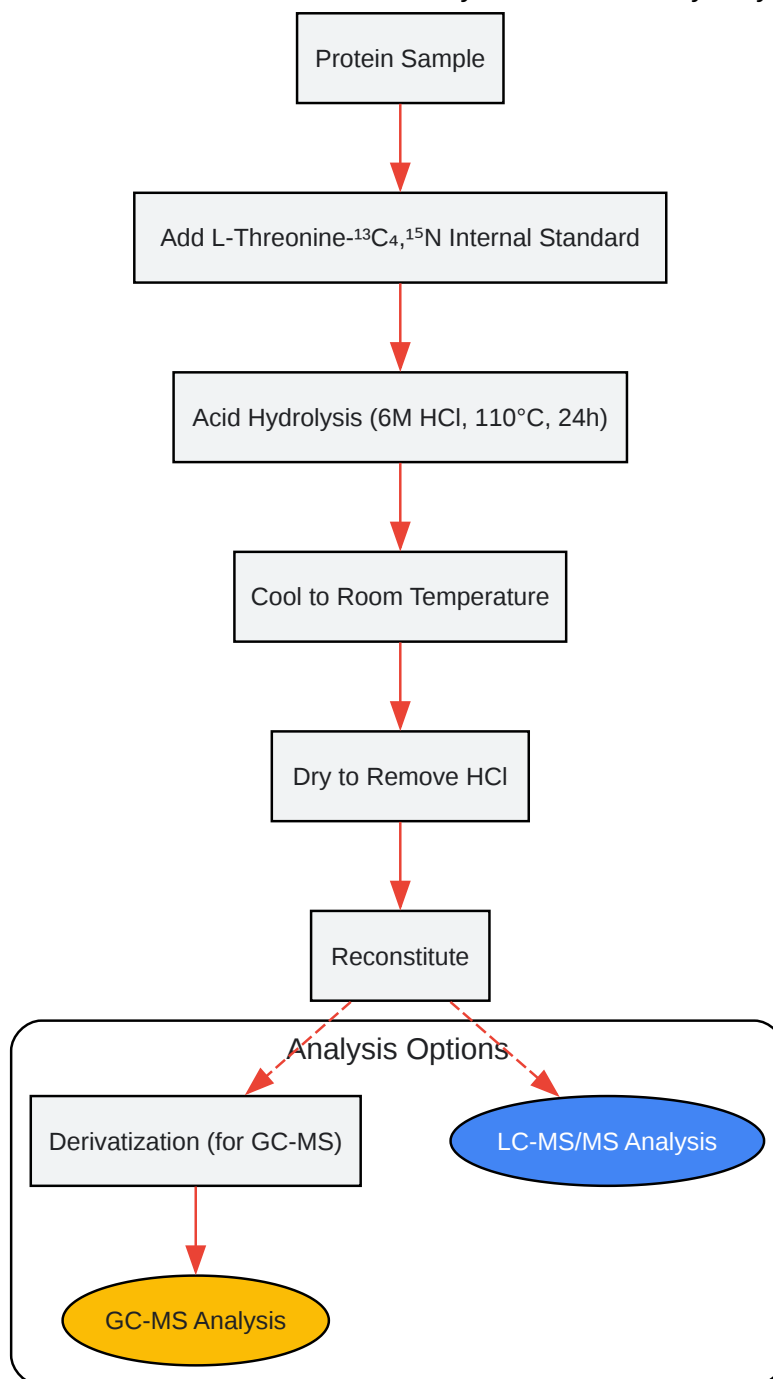 Protein Sample
Add L-Threonine-¹³C₄,¹⁵N Internal Standard
Acid Hydrolysis (6M HCl, 110°C, 24h)
Cool to Room Temperature
Dry to Remove HCl
Reconstitute
Analysis Options
Derivatization (for GC-MS)
LC-MS/MS Analysis
GC-MS Analysis